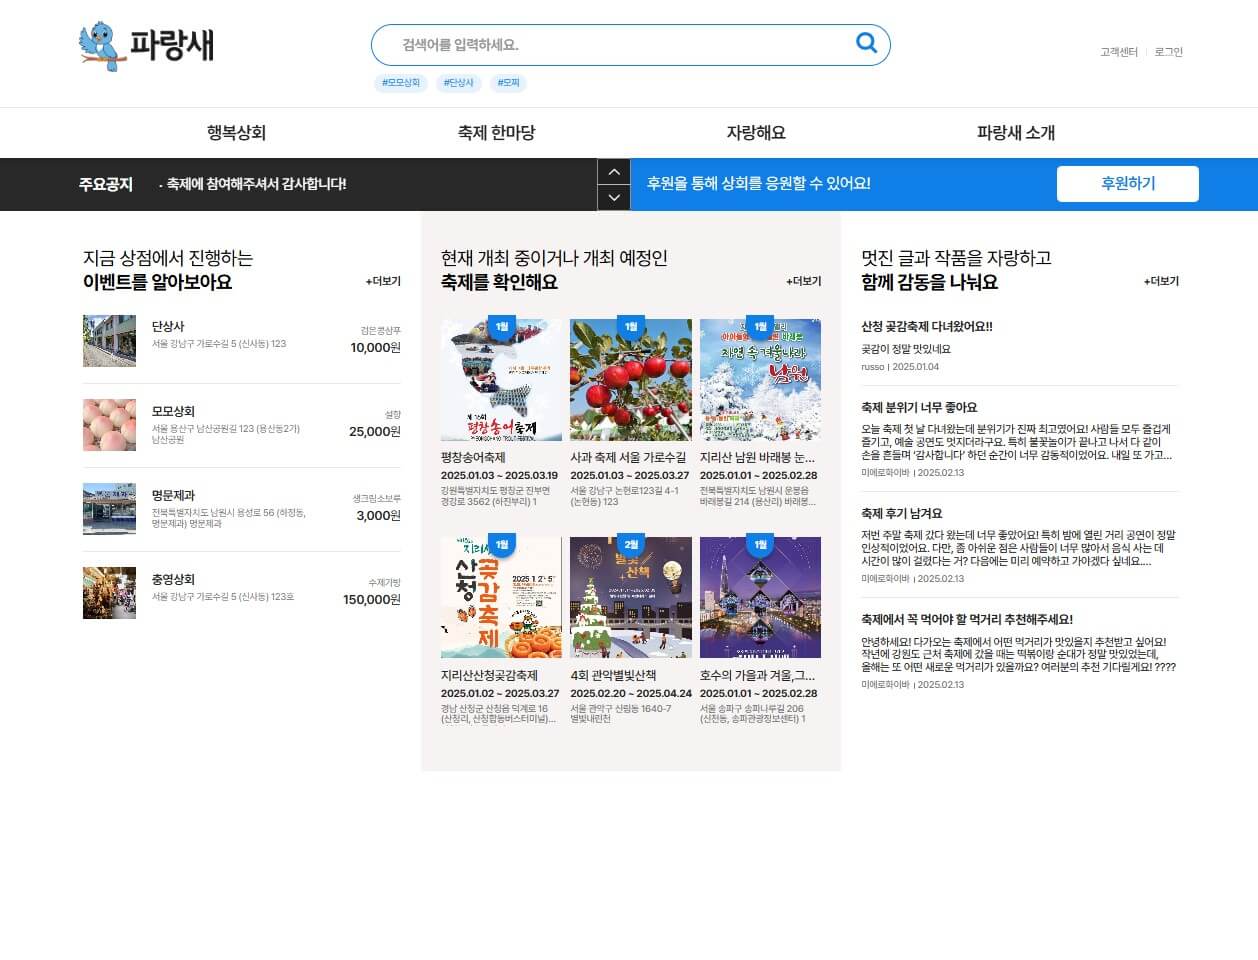 파랑새
검색어를 입력하세요.
고객센터
로그인
#모모상회
#단상사
#모찌
행복상회
축제 한마당
자랑해요
파랑새 소개
주요공지
· 축제에 참여해주셔서 감사합니다!
후원을 통해 상회를 응원할 수 있어요!
후원하기
지금 상점에서 진행하는
이벤트를 알아보아요
+더보기
단상사
서울 강남구 가로수길 5 (신사동) 123
검은콩샴푸
10,000원
모모상회
서울 용산구 남산공원길 123 (용산동2가)
남산공원
설향
25,000원
명문제과
전북특별자치도 남원시 용성로 56 (하정동,
명문제과) 명문제과
생크림소보루
3,000원
충영상회
서울 강남구 가로수길 5 (신사동) 123호
수제가방
150,000원
현재 개최 중이거나 개최 예정인
축제를 확인해요
+더보기
1월
평창송어축제
평창송어축제
2025.01.03 ~ 2025.03.19
강원특별자치도 평창군 진부면
경강로 3562 (하진부리) 1
1월
사과 축제 서울 가로수길
2025.01.03 ~ 2025.03.27
서울 강남구 논현로123길 4-1
(논현동) 123
1월
자연 속 겨울나라
남원
지리산 남원 바래봉 눈...
2025.01.01 ~ 2025.02.28
전북특별자치도 남원시 운봉읍
바래봉길 214 (용산리) 바래봉...
1월
산청
곶감축제
지리산산청곶감축제
2025.01.02 ~ 2025.03.27
경남 산청군 산청읍 덕계로 16
(산청리, 산청합동버스터미널)...
2월
산책
4회 관악별빛산책
2025.02.20 ~ 2025.04.24
서울 관악구 신림동 1640-7
별빛내린천
1월
호수의 가을과 겨울,그...
2025.01.01 ~ 2025.02.28
서울 송파구 송파나루길 206
(신천동, 송파관광정보센터) 1
멋진 글과 작품을 자랑하고
함께 감동을 나눠요
+더보기
산청 곶감축제 다녀왔어요!!
곶감이 정말 맛있네요
russo | 2025.01.04
축제 분위기 너무 좋아요
오늘 축제 첫 날 다녀왔는데 분위기가 진짜 최고였어요! 사람들 모두 즐겁게
즐기고, 예술 공연도 멋지더라구요. 특히 불꽃놀이가 끝나고 나서 다 같이
손을 흔들며 ‘감사합니다’ 하던 순간이 너무 감동적이었어요. 내일 또 가고...
미에로화이바 | 2025.02.13
축제 후기 남겨요
저번 주말 축제 갔다 왔는데 너무 좋았어요! 특히 밤에 열린 거리 공연이 정말
인상적이었어요. 다만, 좀 아쉬운 점은 사람들이 너무 많아서 음식 사는 데
시간이 많이 걸렸다는 거? 다음에는 미리 예약하고 가야겠다 싶네요....
미에로화이바 | 2025.02.13
축제에서 꼭 먹어야 할 먹거리 추천해주세요!
안녕하세요! 다가오는 축제에서 어떤 먹거리가 맛있을지 추천받고 싶어요!
작년에 강원도 근처 축제에 갔을 때는 떡볶이랑 순대가 정말 맛있었는데,
올해는 또 어떤 새로운 먹거리가 있을까요? 여러분의 추천 기다릴게요! ????
미에로화이바 | 2025.02.13